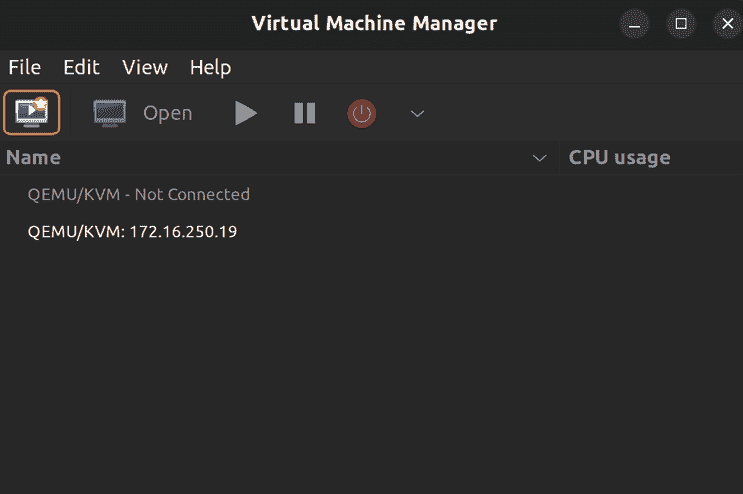 Virtual Machine Manager
File Edit View Help
Open
Name CPU usage
QEMU/KVM - Not Connected
QEMU/KVM: 172.16.250.19